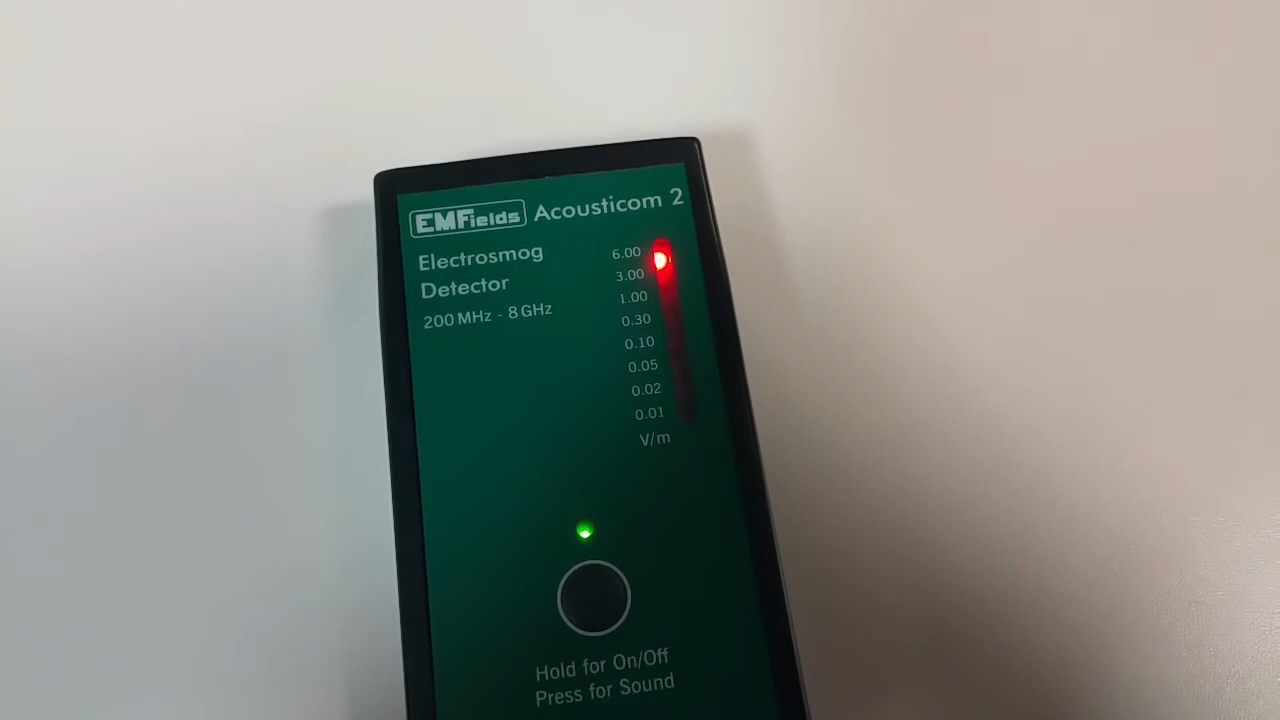 EMFields Acousticom 2
Electrosmog
Detector
200 MHz - 8 GHz
6.00
3.00
1.00
0.30
0.10
0.05
0.02
0.01
V/m
Hold for On/Off
Press for Sound